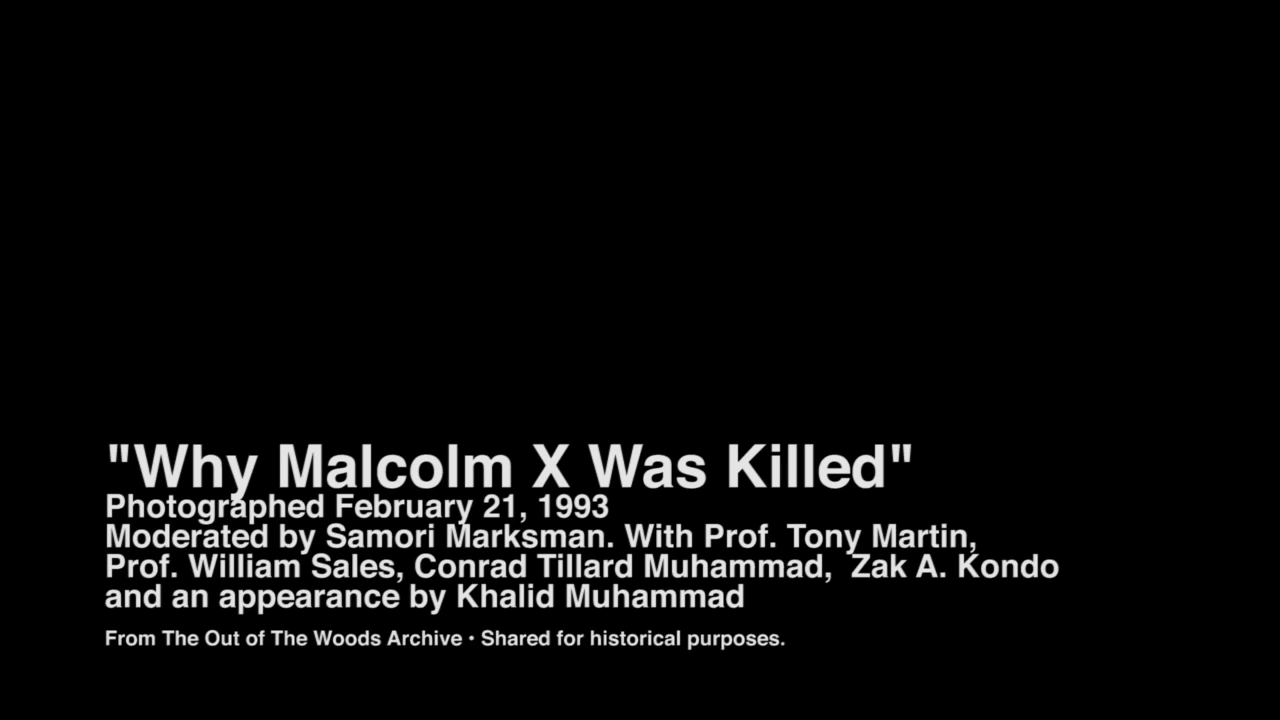 "Why Malcolm X Was Killed"
Photographed February 21, 1993
Moderated by Samori Marksman. With Prof. Tony Martin,
Prof. William Sales, Conrad Tillard Muhammad,  Zak A. Kondo
and an appearance by Khalid Muhammad
From The Out of The Woods Archive • Shared for historical purposes.